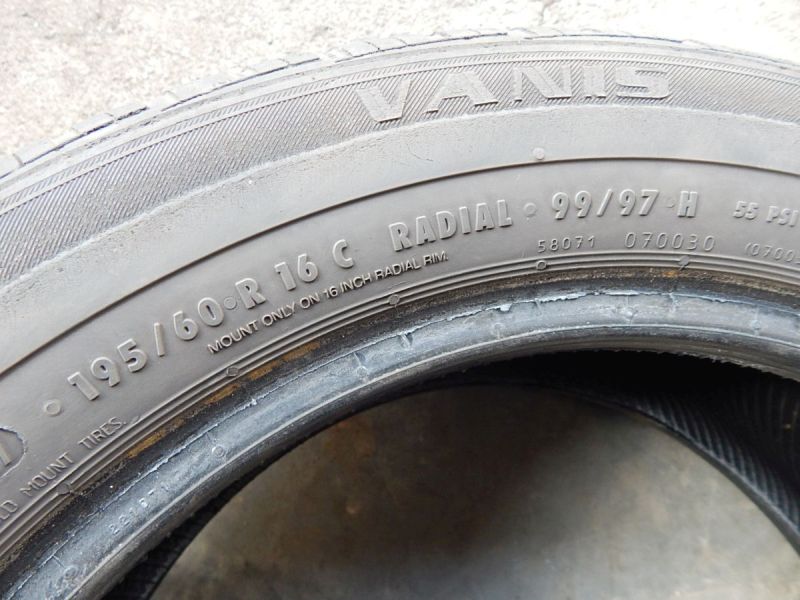 VANIS
195/60 R 16 C RADIAL 99/97 H 55 PSI
58071 070030
MOUNT ONLY ON 16 INCH RADIAL RIM.
MOUNT TIRES.